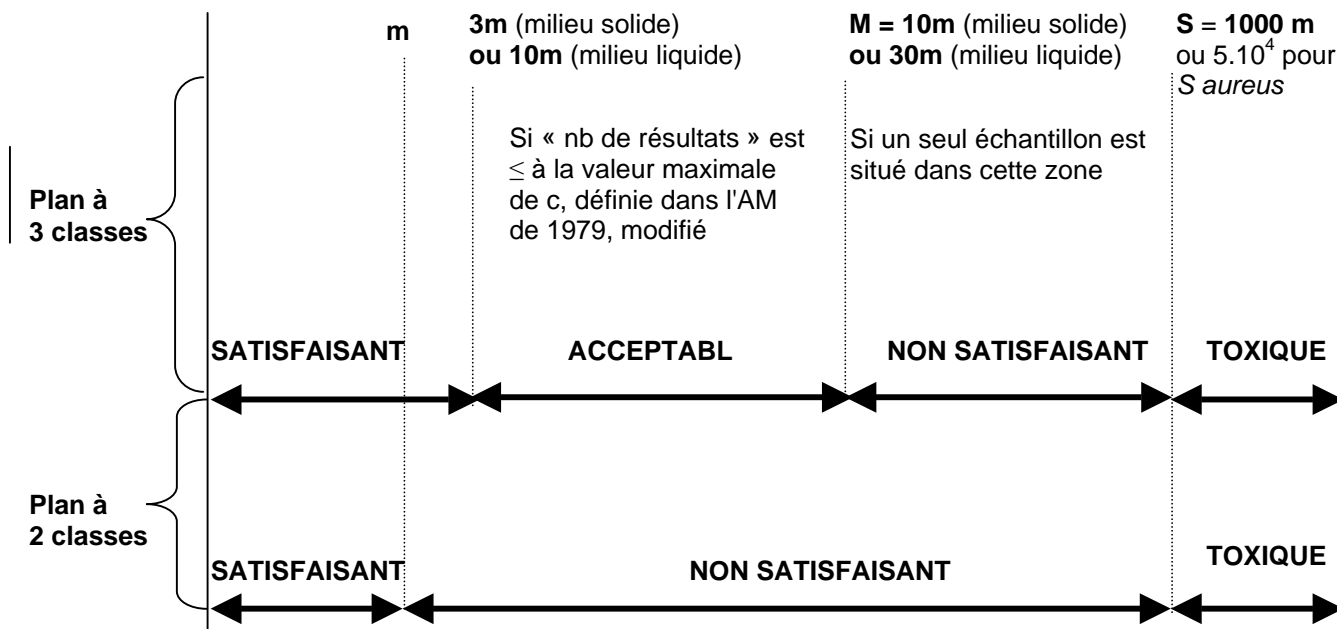 m
3m (milieu solide)
ou 10m (milieu liquide)
M = 10m (milieu solide)
ou 30m (milieu liquide)
S = 1000 m
ou 5.10⁴ pour
S aureus
Si « nb de résultats » est
≤ à la valeur maximale
de c, définie dans l'AM
de 1979, modifié
Si un seul échantillon est
situé dans cette zone
Plan à
3 classes
SATISFAISANT
ACCEPTABL
NON SATISFAISANT
TOXIQUE
Plan à
2 classes
SATISFAISANT
NON SATISFAISANT
TOXIQUE